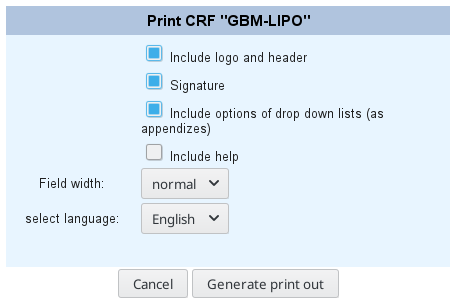 Print CRF "GBM-LIPO"
Include logo and header
Signature
Include options of drop down lists (as
appendizes)
Include help
Field width: normal
select language: English
Cancel Generate print out